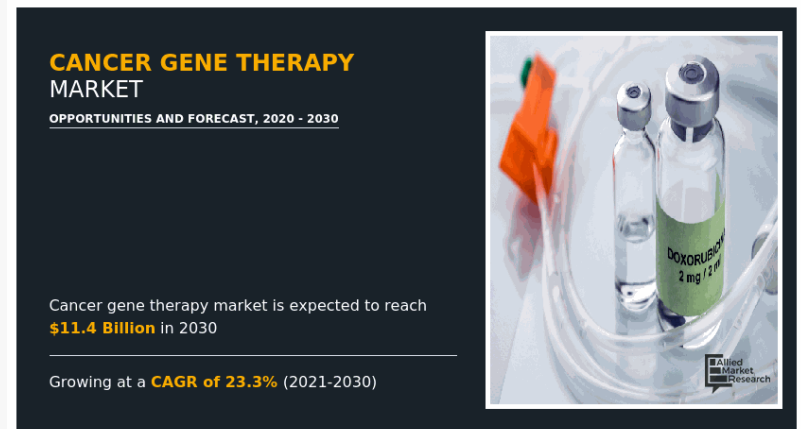 CANCER GENE THERAPY
MARKET
OPPORTUNITIES AND FORECAST, 2020 - 2030
Cancer gene therapy market is expected to reach
$11.4 Billion in 2030
Growing at a CAGR of 23.3% (2021-2030)
DOXORUBICIN
2 mg / 2 ml
Allied
Market
Research